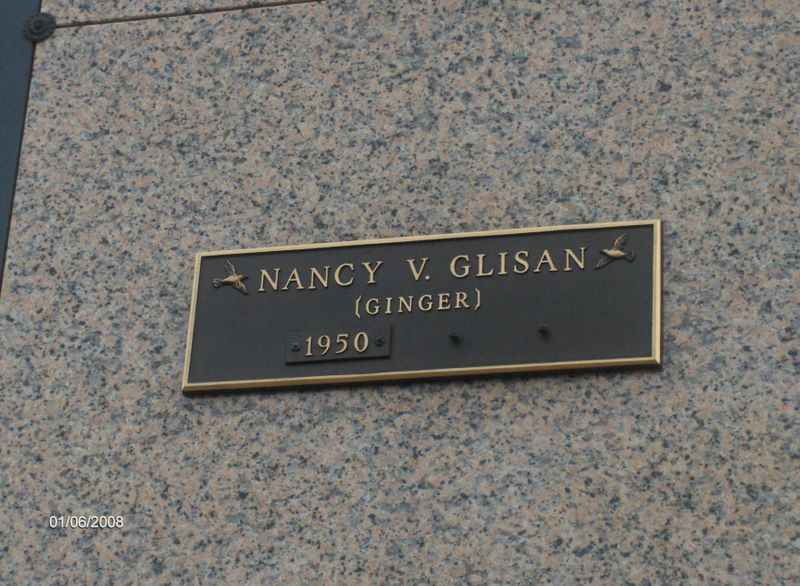 NANCY V. GLISAN
(GINGER)
1950
01/06/2008